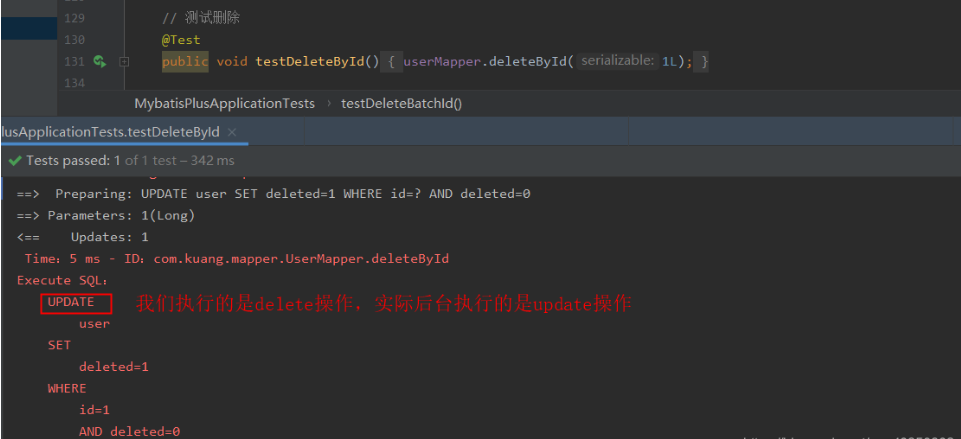 129 // 测试删除
130 @Test
131 public void testDeleteById() { userMapper.deleteById( serializable: 1L); }
134
MybatisPlusApplicationTests › testDeleteBatchId()
lusApplicationTests.testDeleteById ×
Tests passed: 1 of 1 test – 342 ms
==>  Preparing: UPDATE user SET deleted=1 WHERE id=? AND deleted=0
==> Parameters: 1(Long)
<==    Updates: 1
Time：5 ms - ID：com.kuang.mapper.UserMapper.deleteById
Execute SQL：
UPDATE 我们执行的是delete操作，实际后台执行的是update操作
user
SET
deleted=1
WHERE
id=1
AND deleted=0